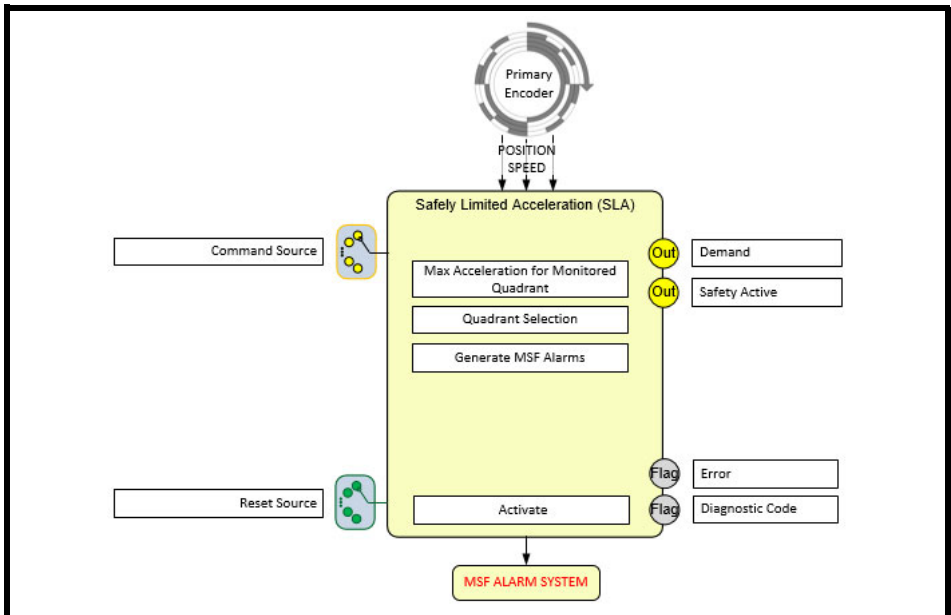 Primary
Encoder
POSITION
SPEED
Safely Limited Acceleration (SLA)
Command Source
Out
Demand
Max Acceleration for Monitored
Quadrant
Out
Safety Active
Quadrant Selection
Generate MSF Alarms
Flag
Error
Reset Source
Activate
Flag
Diagnostic Code
MSF ALARM SYSTEM